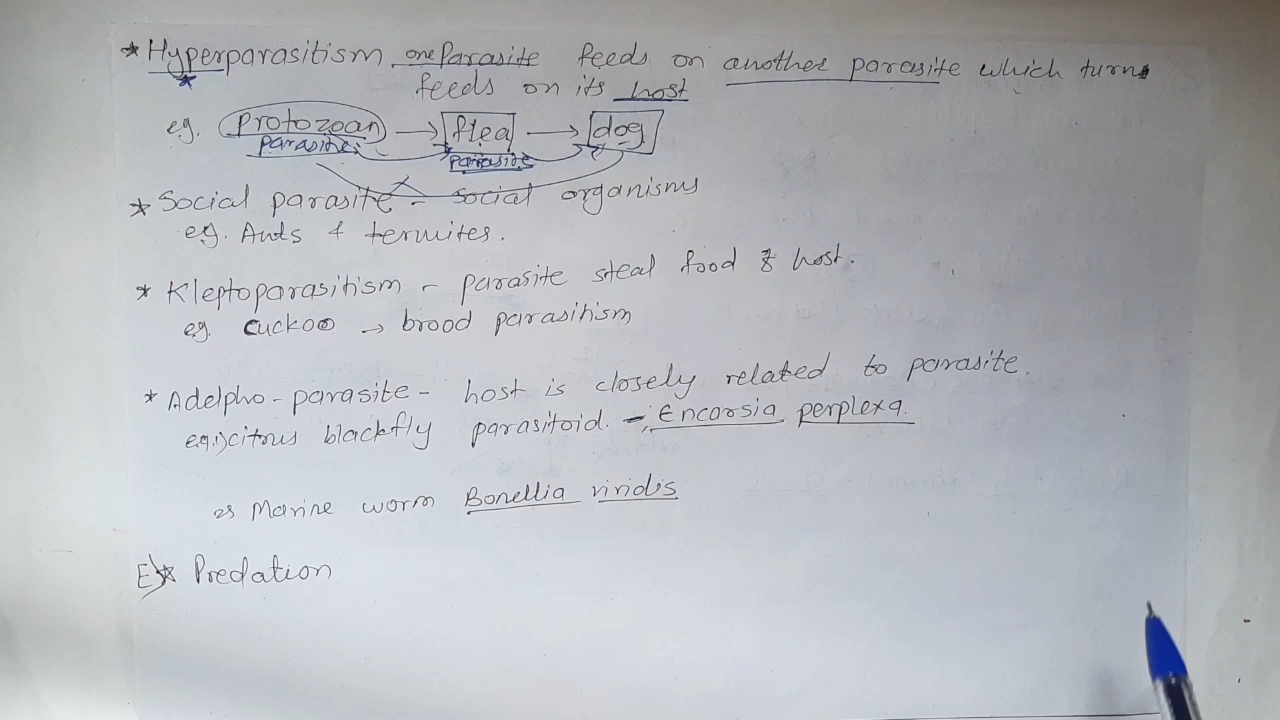 * Hyperparasitism one Parasite feeds on another parasite which turns
feeds on its host
eg. Protozoan → flea → dog
parasite parasite
* Social parasite - social organisms
eg. Ants & termites.
* Kleptoparasitism - parasite steal food & host.
eg. Cuckoo → brood parasitism
* Adelpho-parasite - host is closely related to parasite.
eg. 1) citrus blackfly parasitoid. - Encarsia perplexa.
2) Marine worm Bonellia viridis
E)* Predation